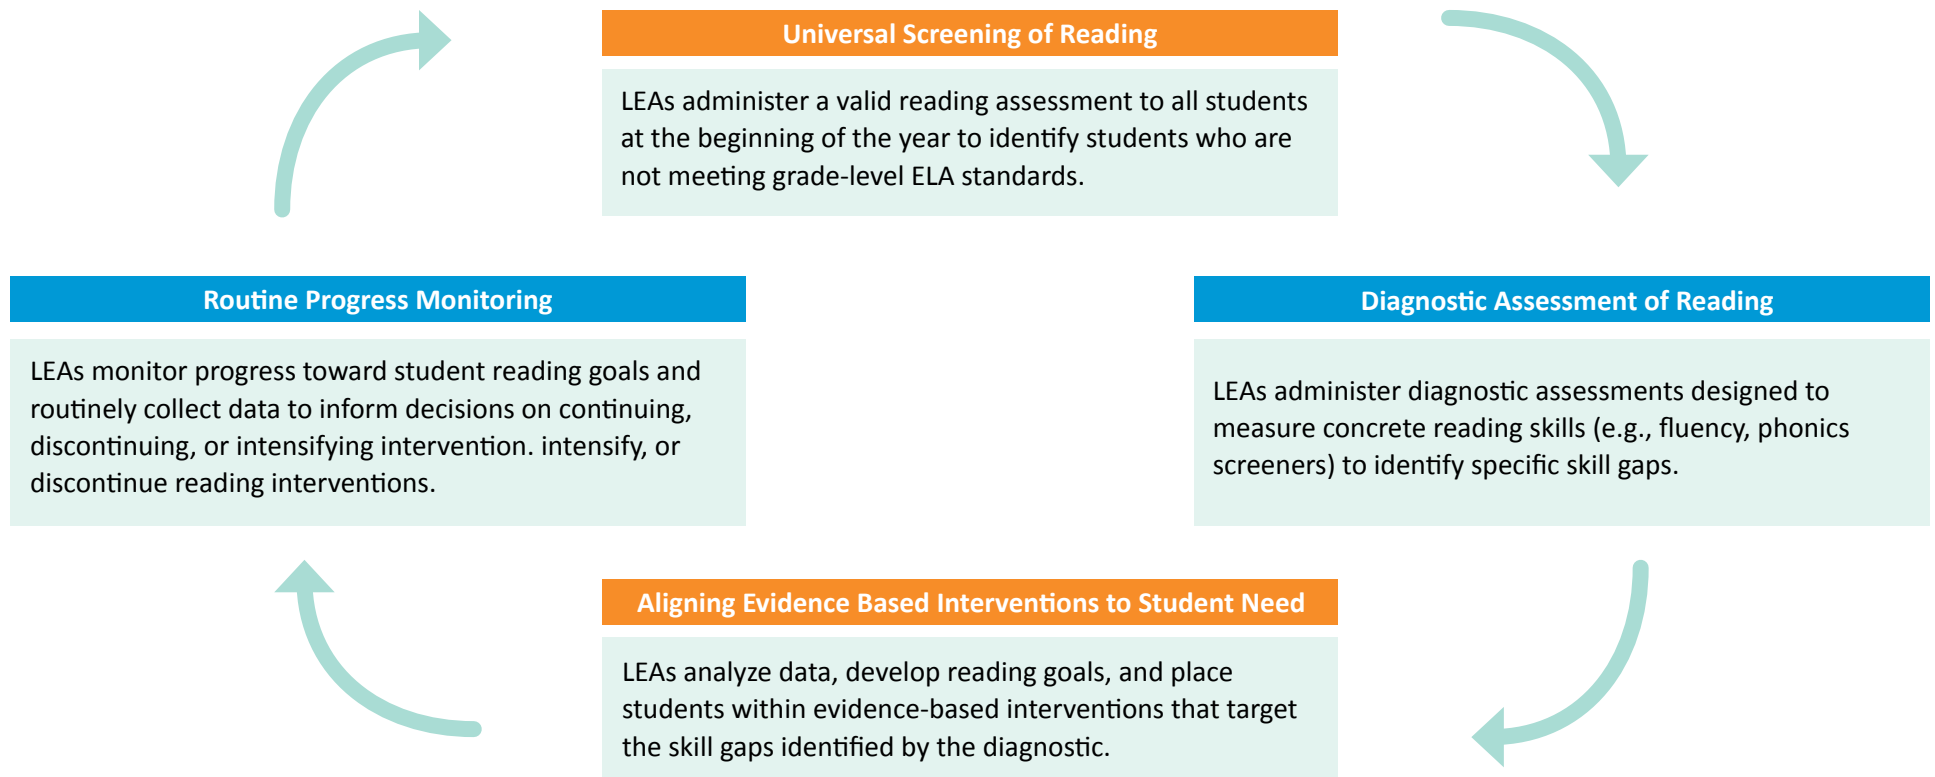 Universal Screening of Reading
LEAs administer a valid reading assessment to all students
at the beginning of the year to identify students who are
not meeting grade-level ELA standards.
Routine Progress Monitoring
LEAs monitor progress toward student reading goals and
routinely collect data to inform decisions on continuing,
discontinuing, or intensifying intervention. intensify, or
discontinue reading interventions.
Diagnostic Assessment of Reading
LEAs administer diagnostic assessments designed to
measure concrete reading skills (e.g., fluency, phonics
screeners) to identify specific skill gaps.
Aligning Evidence Based Interventions to Student Need
LEAs analyze data, develop reading goals, and place
students within evidence-based interventions that target
the skill gaps identified by the diagnostic.